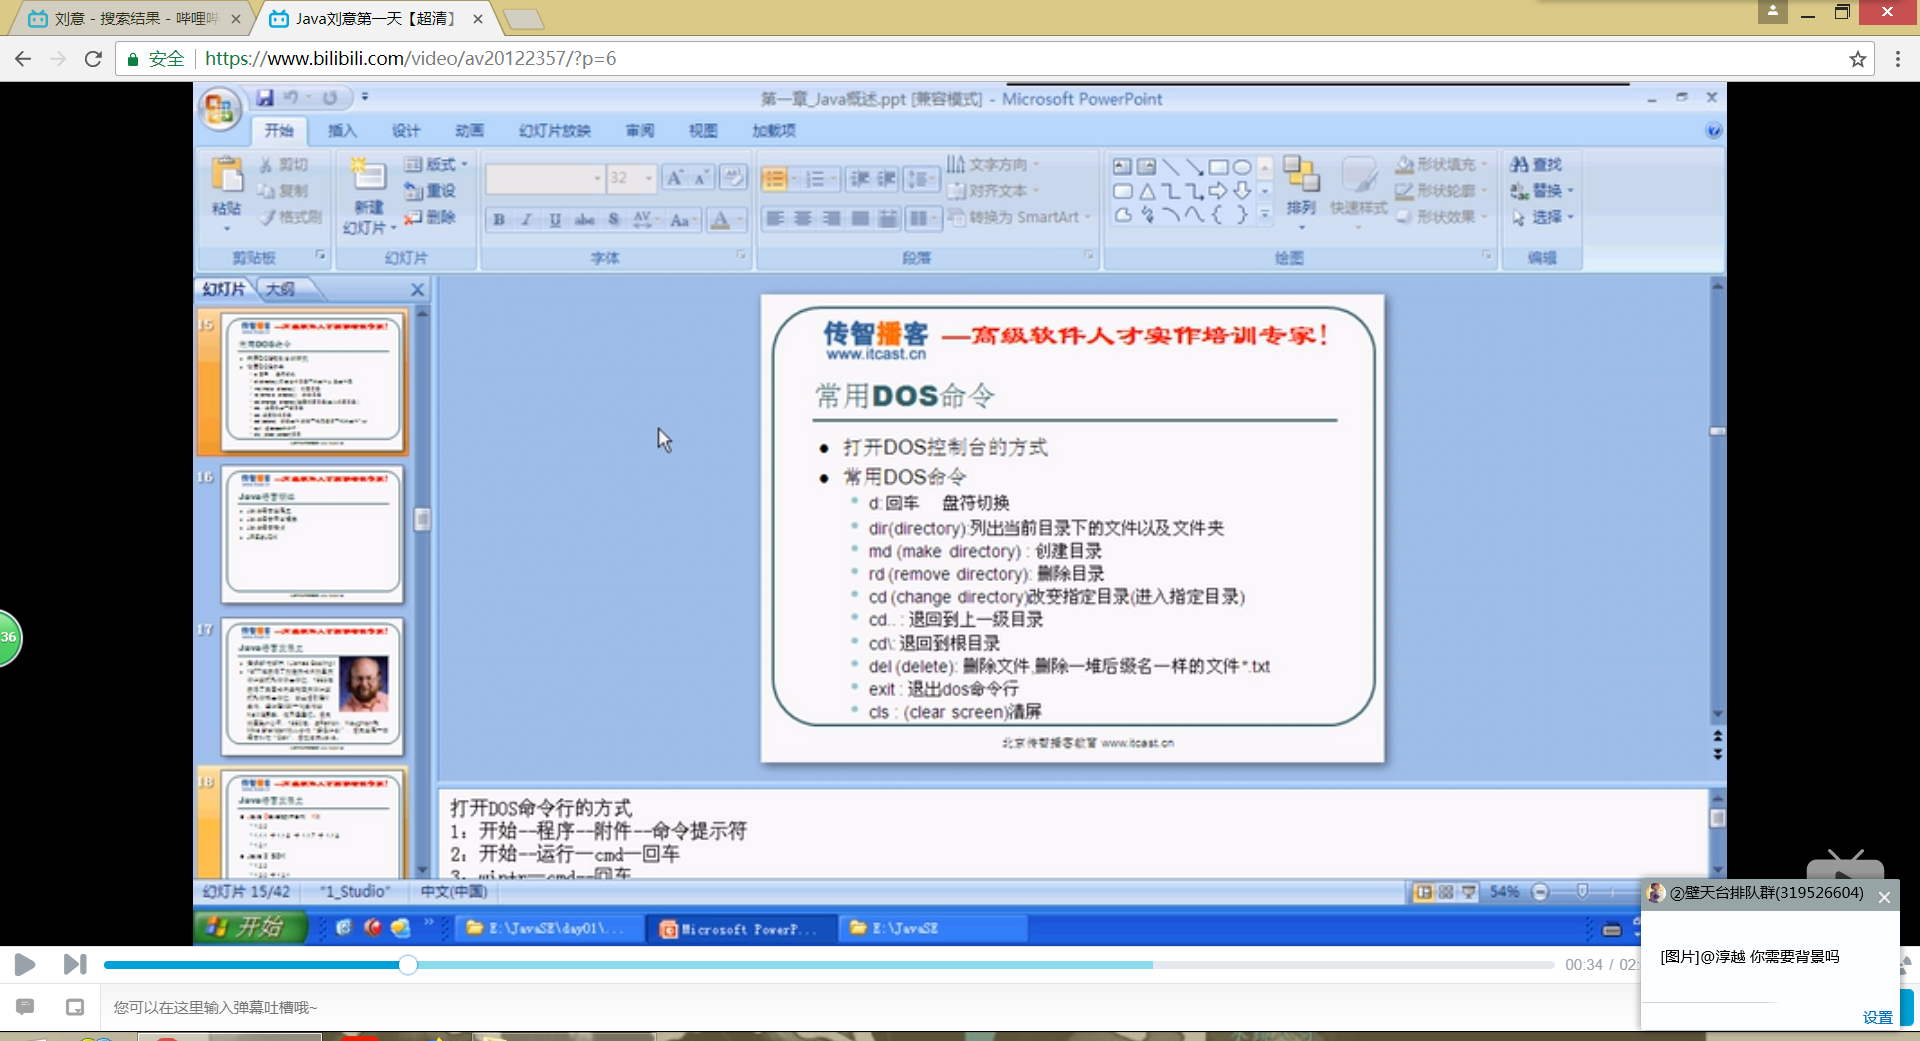 刘意 - 搜索结果 - 哔哩哔
Java刘意第一天【超清】
安全
https://www.bilibili.com/video/av20122357/?p=6
第一章_Java概述.ppt [兼容模式] - Microsoft PowerPoint
开始 插入 设计 动画 幻灯片放映 审阅 视图 加载项
粘贴 剪切 复制 格式刷
新建 幻灯片 版式 重设 删除
32
文字方向
对齐文本
转换为 SmartArt
排列 快速样式 形状填充 形状轮廓 形状效果
查找 替换 选择
剪贴板 幻灯片 字体 段落 绘图 编辑
幻灯片 大纲
15
16
17
18
36
传智播客 —高级软件人才实作培训专家!
www.itcast.cn
常用DOS命令
打开DOS控制台的方式
常用DOS命令
d: 回车 盘符切换
dir(directory):列出当前目录下的文件以及文件夹
md (make directory) : 创建目录
rd (remove directory): 删除目录
cd (change directory)改变指定目录(进入指定目录)
cd.. : 退回到上一级目录
cd\: 退回到根目录
del (delete): 删除文件,删除一堆后缀名一样的文件*.txt
exit : 退出dos命令行
cls : (clear screen)清屏
北京传智播客教育 www.itcast.cn
打开DOS命令行的方式
1：开始--程序--附件--命令提示符
2：开始--运行—cmd—回车
3：win+r—cmd--回车
幻灯片 15/42 "1_Studio" 中文(中国) 54%
开始 E:\JavaSE\day01\... Microsoft PowerP... E:\JavaSE
②壁天台排队群(319526604)
[图片]@淳越 你需要背景吗
设置
00:34 / 02:
您可以在这里输入弹幕吐槽哦~